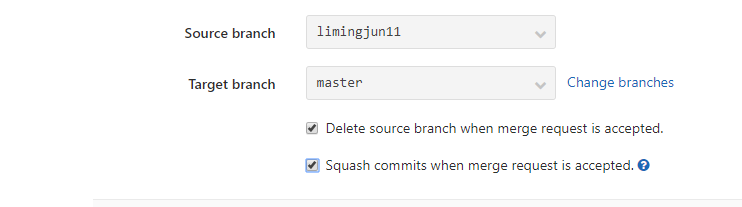 Source branch
limingjun11
Target branch
master
Change branches
Delete source branch when merge request is accepted.
Squash commits when merge request is accepted.